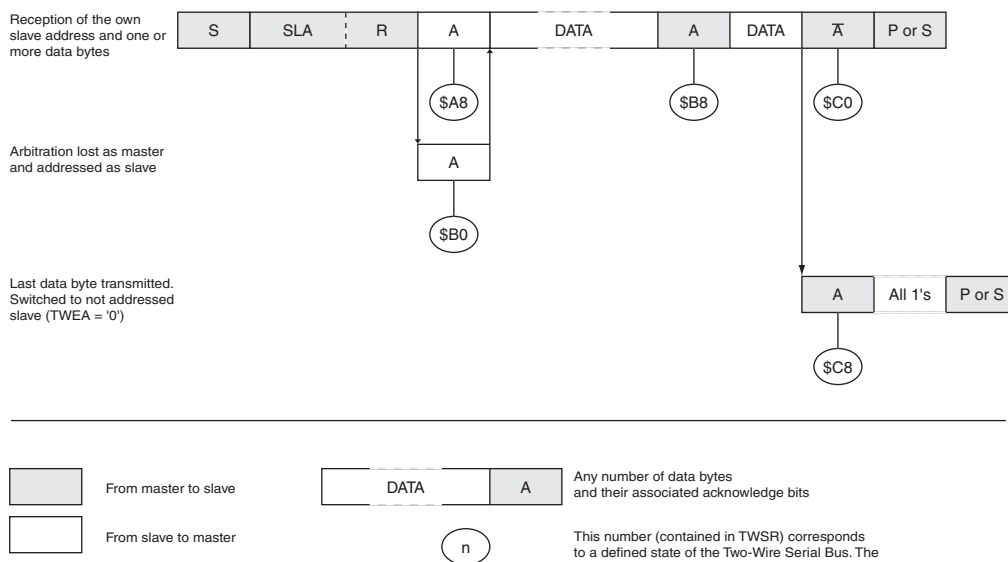 Reception of the own
slave address and one or
more data bytes
S SLA R A DATA A DATA A̅ P or S
$A8 $B8 $C0
Arbitration lost as master
and addressed as slave
A
$B0
Last data byte transmitted.
Switched to not addressed
slave (TWEA = '0')
A All 1's P or S
$C8
From master to slave
DATA A
Any number of data bytes
and their associated acknowledge bits
From slave to master
n
This number (contained in TWSR) corresponds
to a defined state of the Two-Wire Serial Bus. The